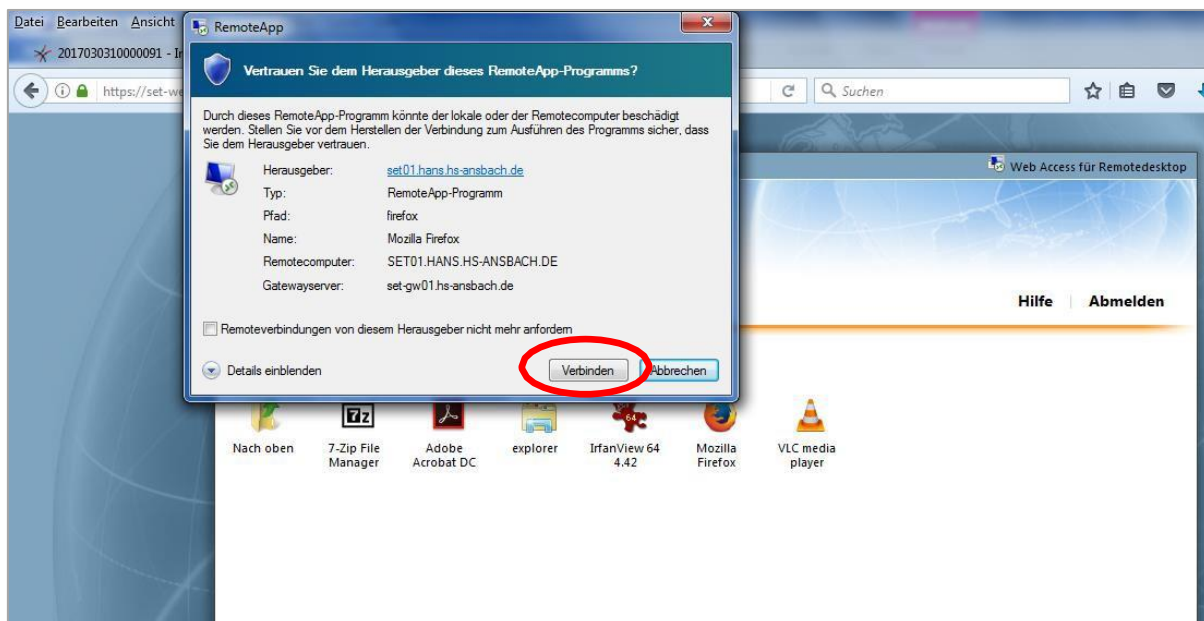 Datei Bearbeiten Ansicht
2017030310000091 - Ir
https://set-we
Suchen
RemoteApp
Vertrauen Sie dem Herausgeber dieses RemoteApp-Programms?
Durch dieses RemoteApp-Programm könnte der lokale oder der Remotecomputer beschädigt
werden. Stellen Sie vor dem Herstellen der Verbindung zum Ausführen des Programms sicher, dass
Sie dem Herausgeber vertrauen.
Herausgeber: set01.hans.hs-ansbach.de
Typ: RemoteApp-Programm
Pfad: firefox
Name: Mozilla Firefox
Remotecomputer: SET01.HANS.HS-ANSBACH.DE
Gatewayserver: set-gw01.hs-ansbach.de
Remoteverbindungen von diesem Herausgeber nicht mehr anfordern
Details einblenden Verbinden Abbrechen
Web Access für Remotedesktop
Hilfe Abmelden
7z
64
Nach oben
7-Zip File
Manager
Adobe
Acrobat DC
explorer
IrfanView 64
4.42
Mozilla
Firefox
VLC media
player